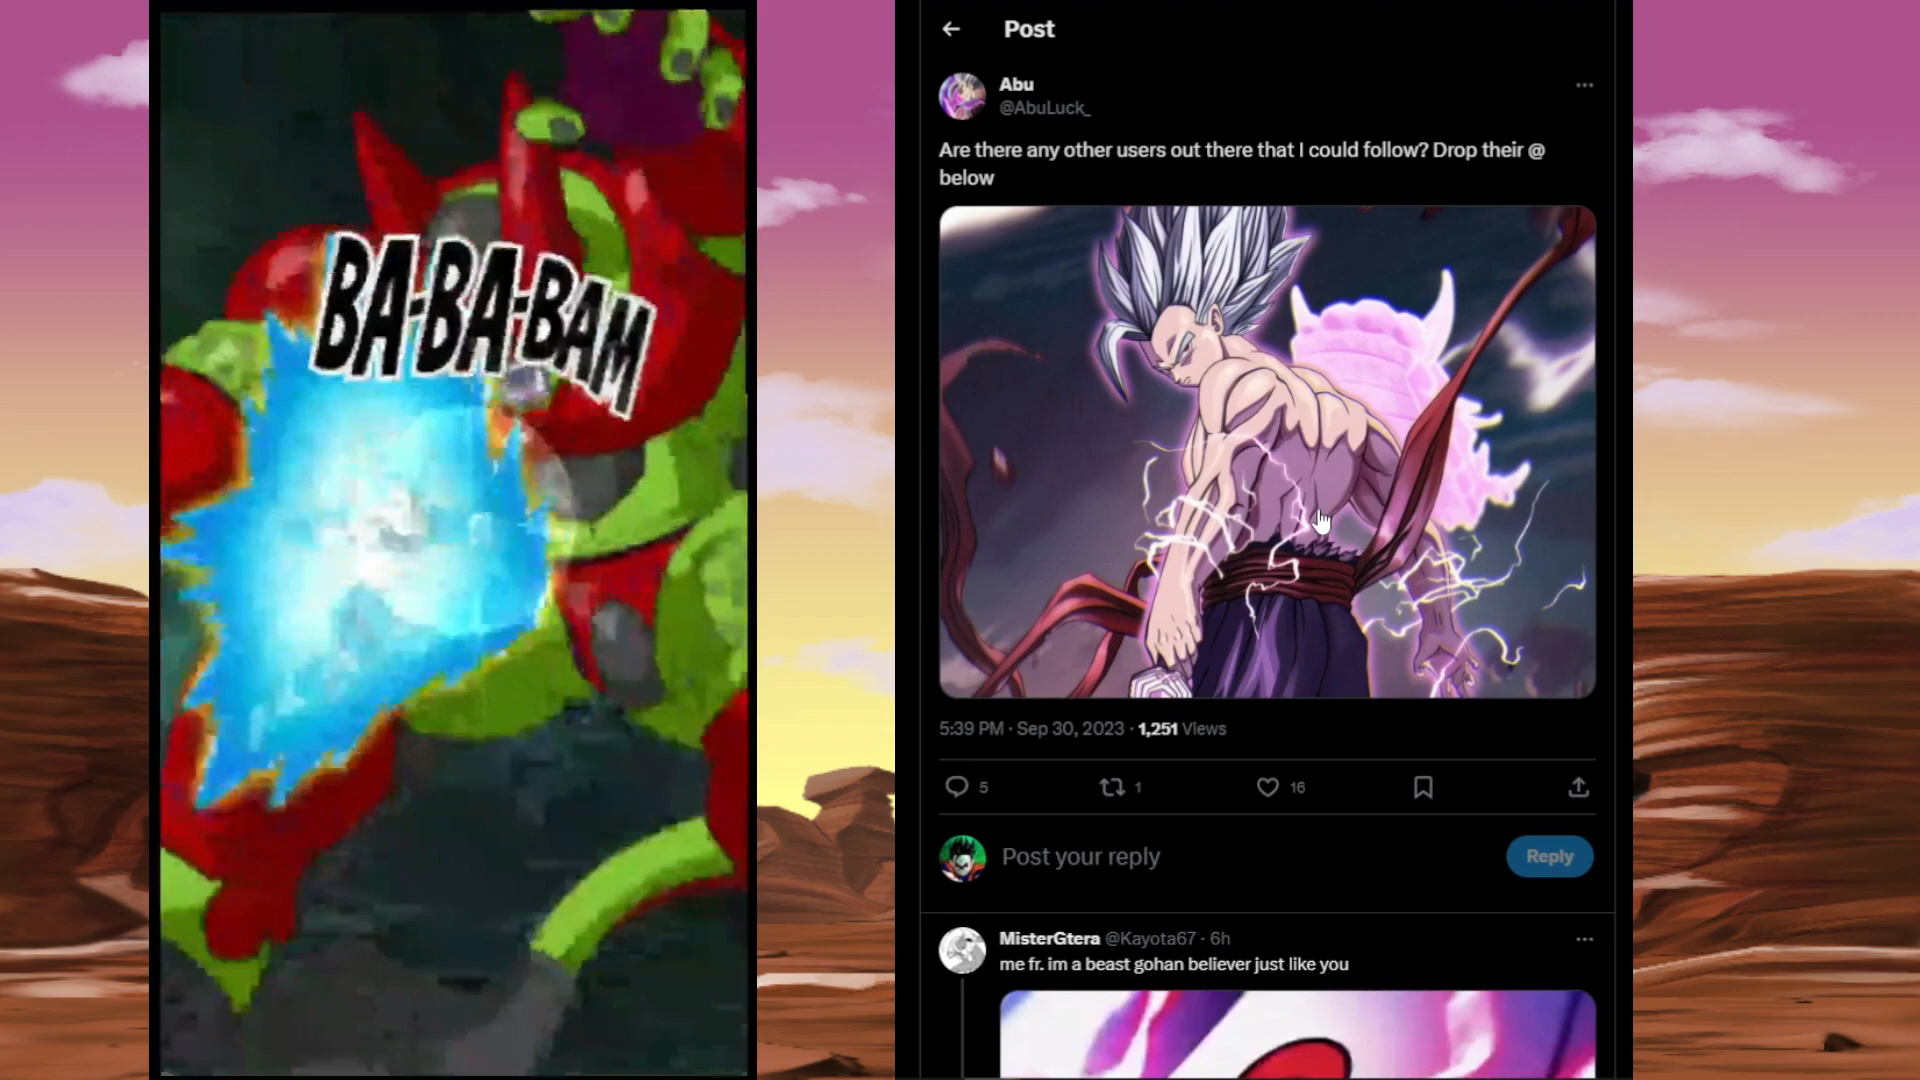 BA-BA-BAM
Post
Abu
@AbuLuck_
Are there any other users out there that I could follow? Drop their @
below
5:39 PM · Sep 30, 2023 · 1,251 Views
5
1
16
Post your reply
Reply
MisterGtera @Kayota67 · 6h
me fr. im a beast gohan believer just like you